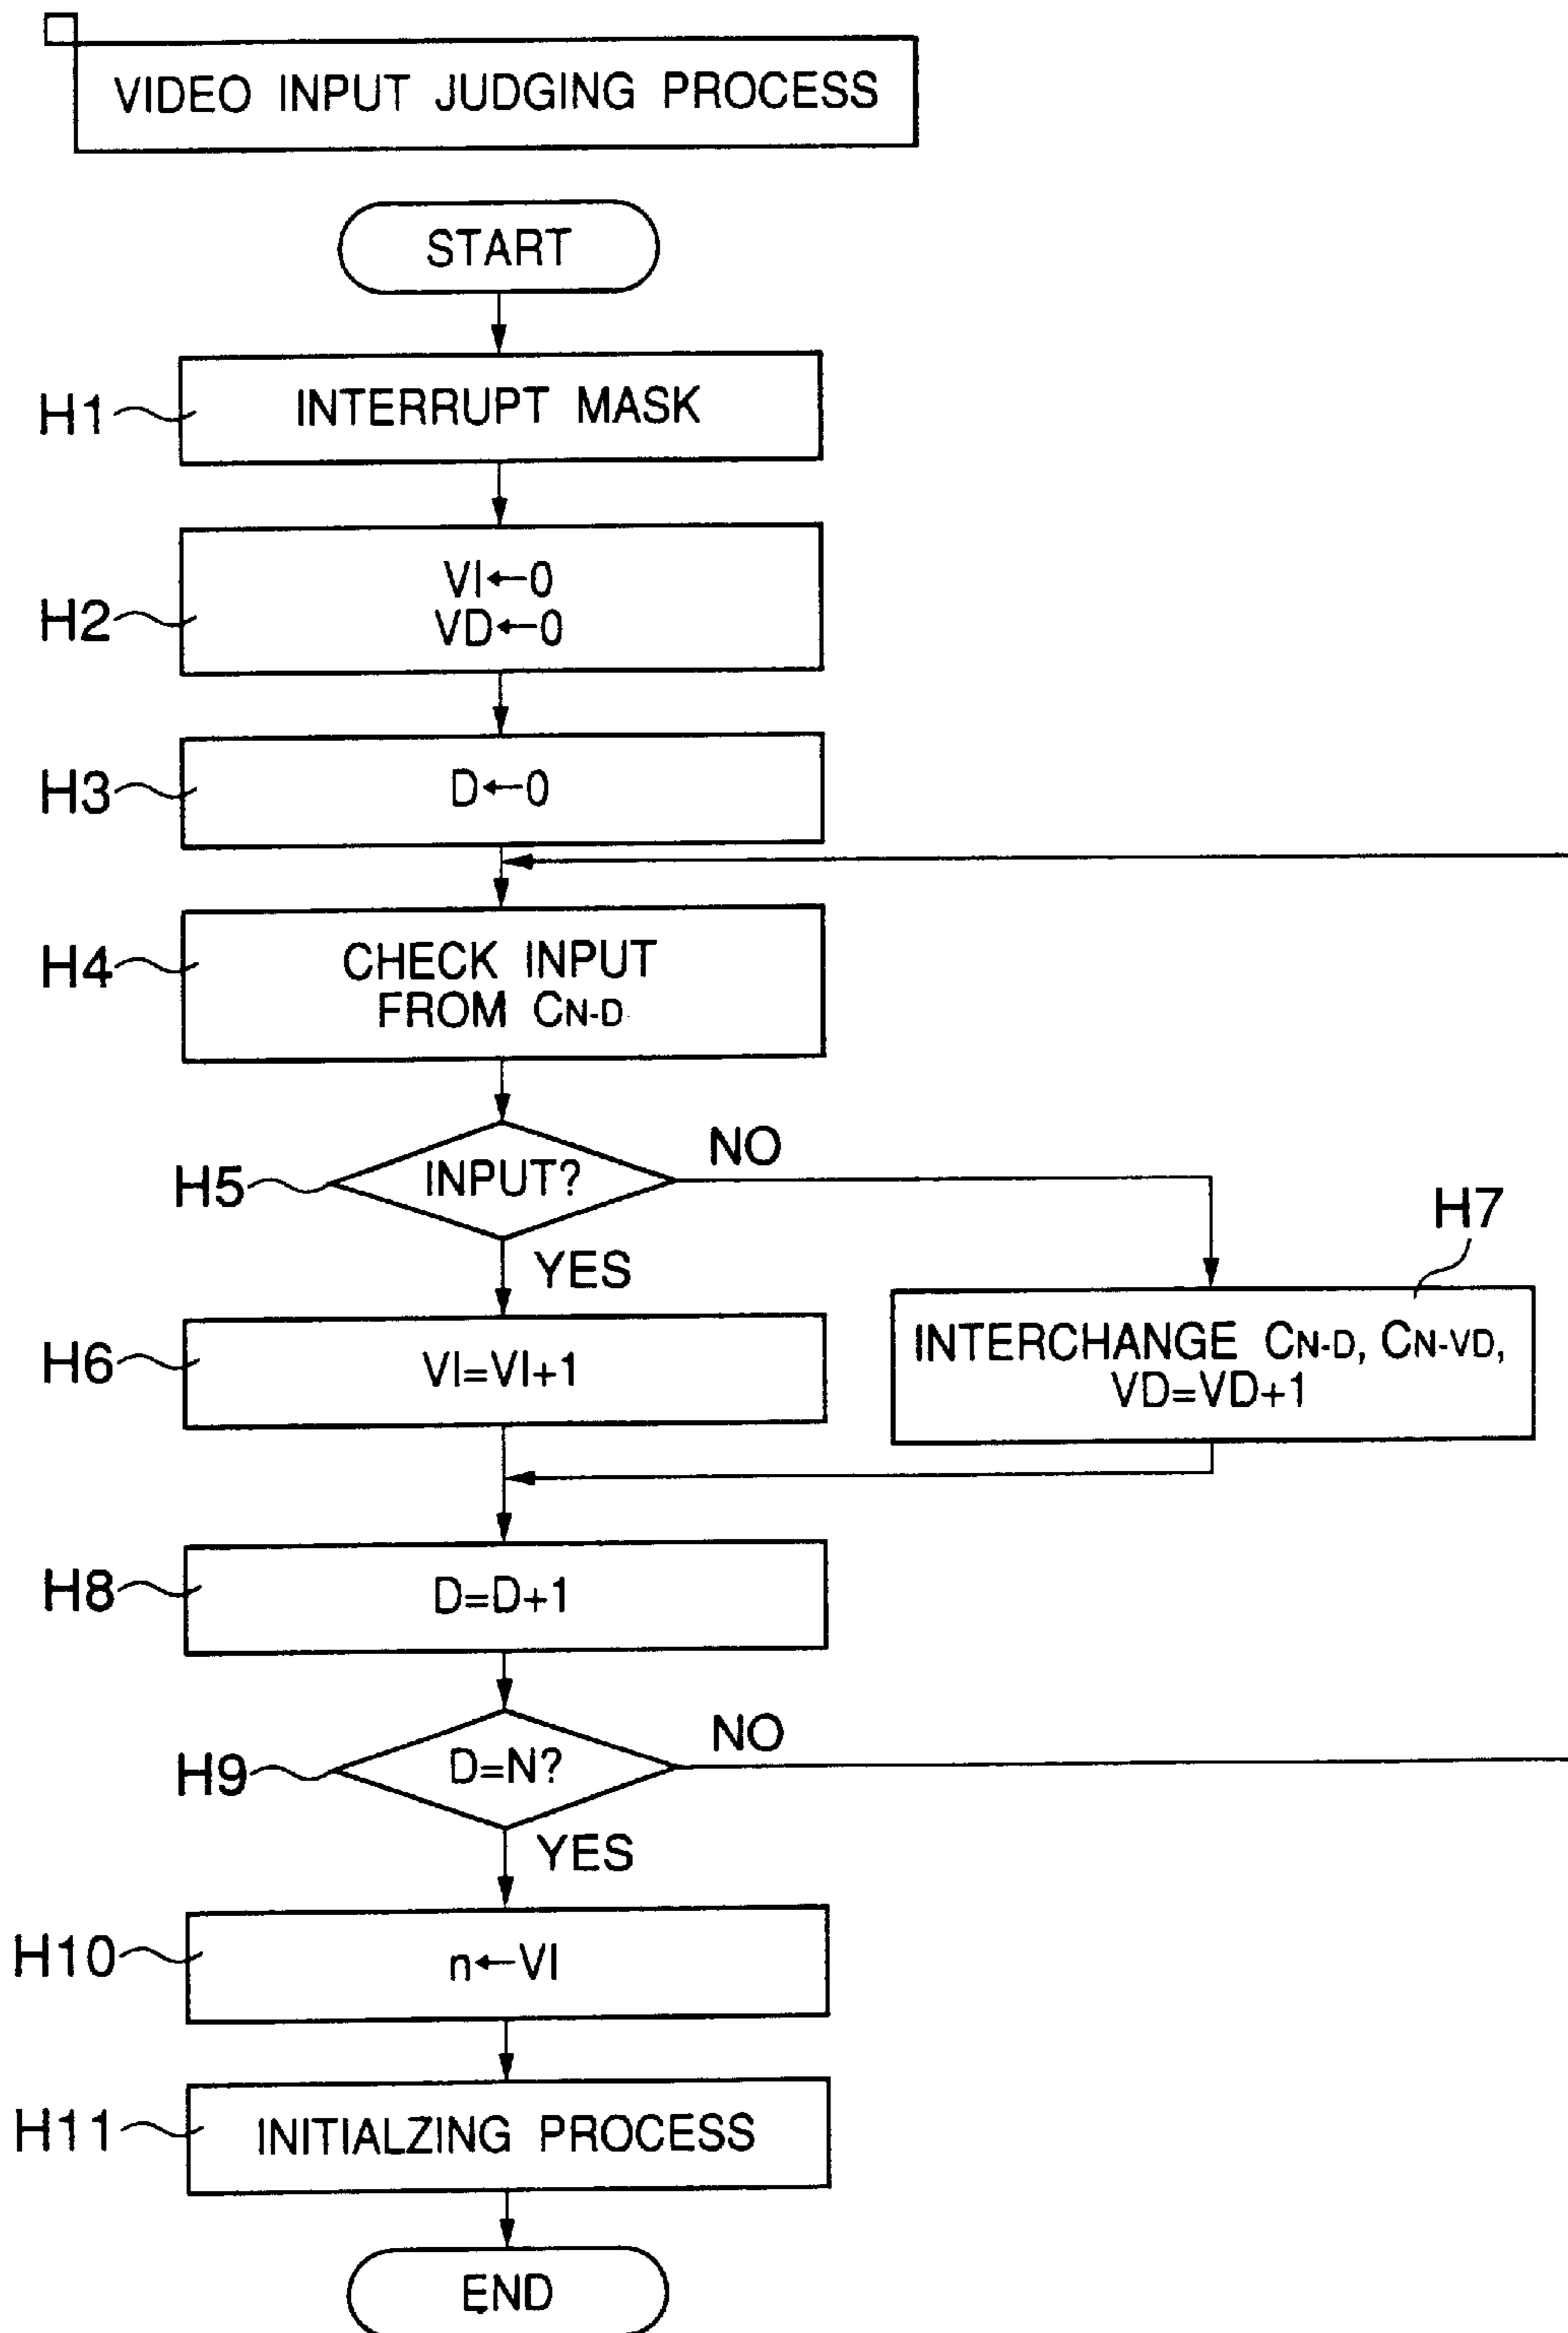 VIDEO INPUT JUDGING PROCESS
START
H1
INTERRUPT MASK
H2
VI←0
VD←0
H3
D←0
H4
CHECK INPUT
FROM CN-D
H5
INPUT?
NO
YES
H7
INTERCHANGE CN-D, CN-VD,
VD=VD+1
H6
VI=VI+1
H8
D=D+1
H9
D=N?
NO
YES
H10
n←VI
H11
INITIALZING PROCESS
END